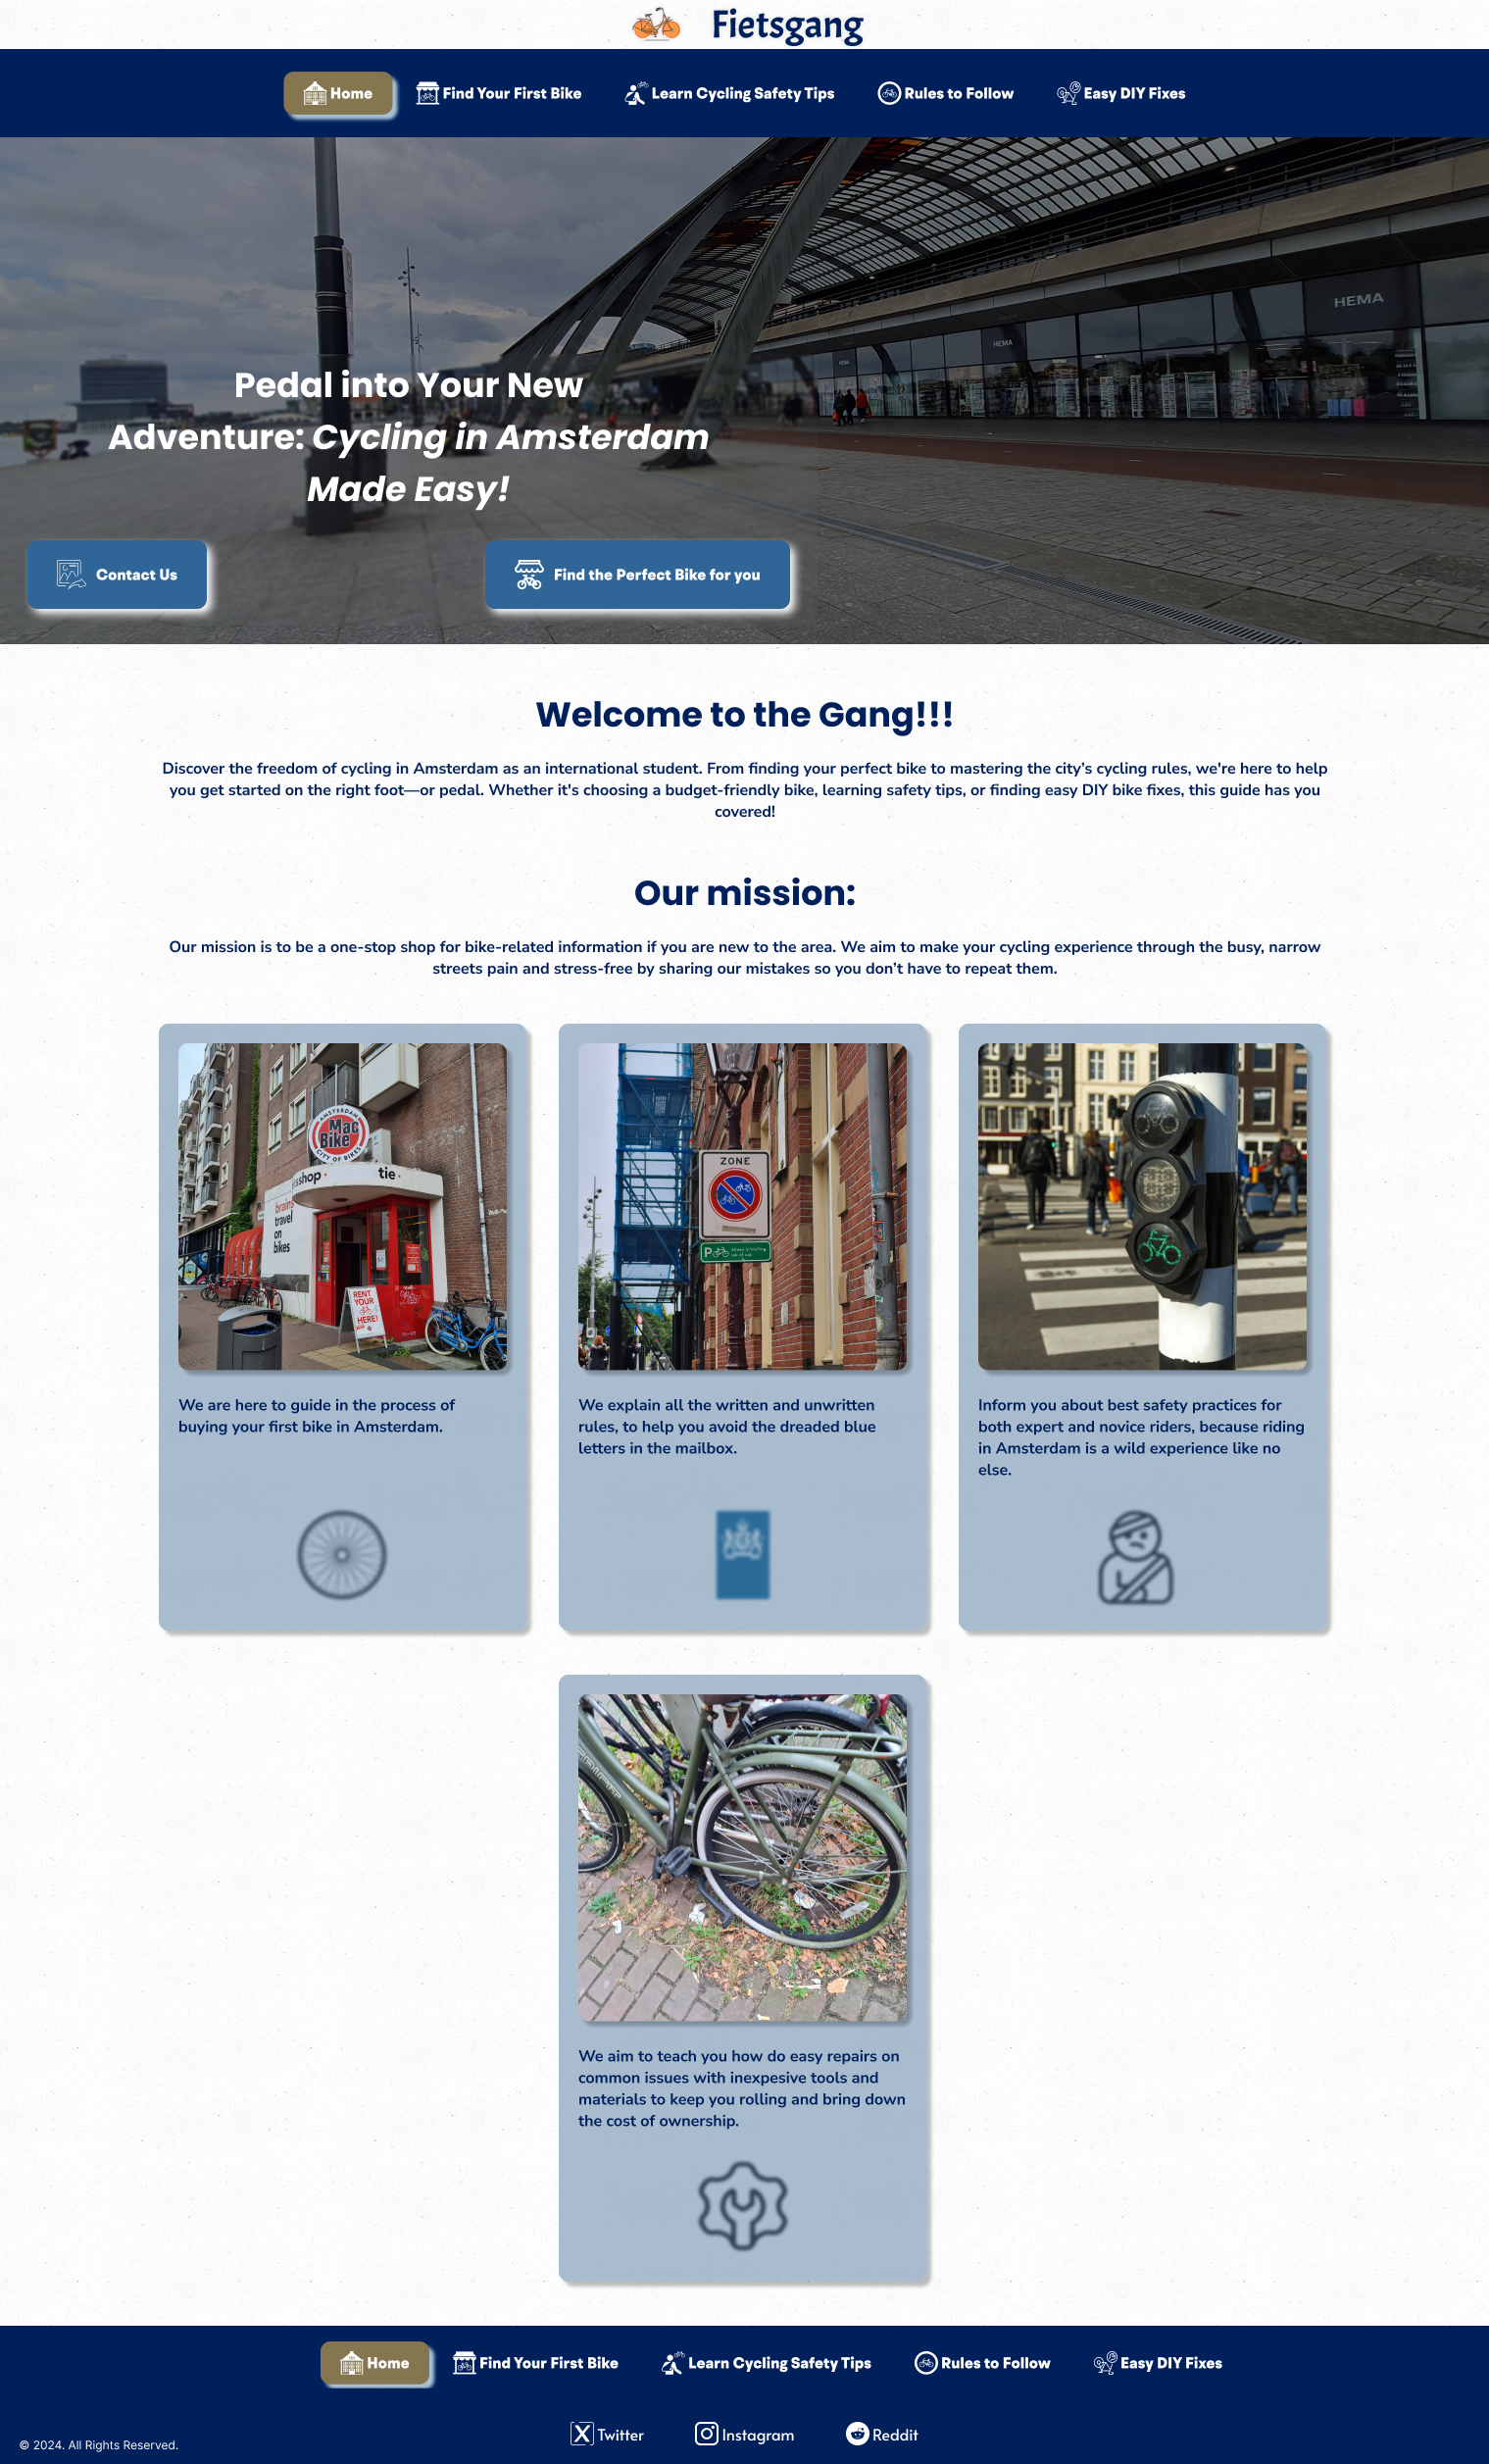 Fietsgang
Home
Find Your First Bike
Learn Cycling Safety Tips
Rules to Follow
Easy DIY Fixes
HEMA
HEMA
HEMA
Pedal into Your New
Adventure: Cycling in Amsterdam
Made Easy!
Contact Us
Find the Perfect Bike for you
Welcome to the Gang!!!
Discover the freedom of cycling in Amsterdam as an international student. From finding your perfect bike to mastering the city’s cycling rules, we're here to help
you get started on the right foot—or pedal. Whether it's choosing a budget-friendly bike, learning safety tips, or finding easy DIY bike fixes, this guide has you
covered!
Our mission:
Our mission is to be a one-stop shop for bike-related information if you are new to the area. We aim to make your cycling experience through the busy, narrow
streets pain and stress-free by sharing our mistakes so you don’t have to repeat them.
AMSTERDAM
Mac
Bike
CITY OF BIKES
shop
tie
brains
travel
on
bikes
RENT
YOUR
HERE!
We are here to guide in the process of
buying your first bike in Amsterdam.
ZONE
P
We explain all the written and unwritten
rules, to help you avoid the dreaded blue
letters in the mailbox.
Inform you about best safety practices for
both expert and novice riders, because riding
in Amsterdam is a wild experience like no
else.
We aim to teach you how do easy repairs on
common issues with inexpesive tools and
materials to keep you rolling and bring down
the cost of ownership.
Home
Find Your First Bike
Learn Cycling Safety Tips
Rules to Follow
Easy DIY Fixes
Twitter
Instagram
Reddit
© 2024. All Rights Reserved.